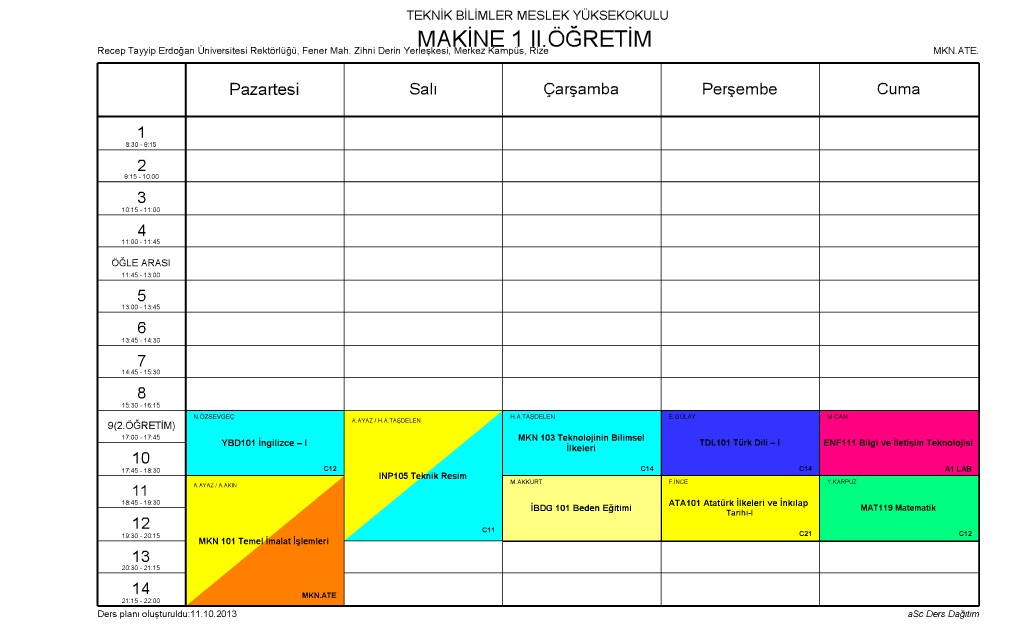 TEKNİK BİLİMLER MESLEK YÜKSEKOKULU
MAKİNE 1 II.ÖĞRETİM
Recep Tayyip Erdoğan Üniversitesi Rektörlüğü, Fener Mah. Zihni Derin Yerleşkesi, Merkez Kampüs, Rize
MKN.ATE.
Pazartesi Salı Çarşamba Perşembe Cuma
1
8:30 - 9:15
2
9:15 - 10:00
3
10:15 - 11:00
4
11:00 - 11:45
ÖĞLE ARASI
11:45 - 13:00
5
13:00 - 13:45
6
13:45 - 14:30
7
14:45 - 15:30
8
15:30 - 16:15
9(2.ÖĞRETİM)
17:00 - 17:45
10
17:45 - 18:30
11
18:45 - 19:30
12
19:30 - 20:15
13
20:30 - 21:15
14
21:15 - 22:00
N.ÖZSEVGEÇ
YBD101 İngilizce – I
C12
A.AYAZ / A.AKIN
MKN 101 Temel İmalat İşlemleri
MKN.ATE
A.AYAZ / H.A.TAŞDELEN
INP105 Teknik Resim
C11
H.A.TAŞDELEN
MKN 103 Teknolojinin Bilimsel
İlkeleri
C14
M.AKKURT
İBDG 101 Beden Eğitimi
E.GÜLAY
TDL101 Türk Dili – I
C14
F.İNCE
ATA101 Atatürk İlkeleri ve İnkılap
Tarihi-I
C21
M.CAN
ENF111 Bilgi ve İletişim Teknolojisi
A1 LAB
Y.KARPUZ
MAT119 Matematik
C12
Ders planı oluşturuldu:11.10.2013
aSc Ders Dağıtım